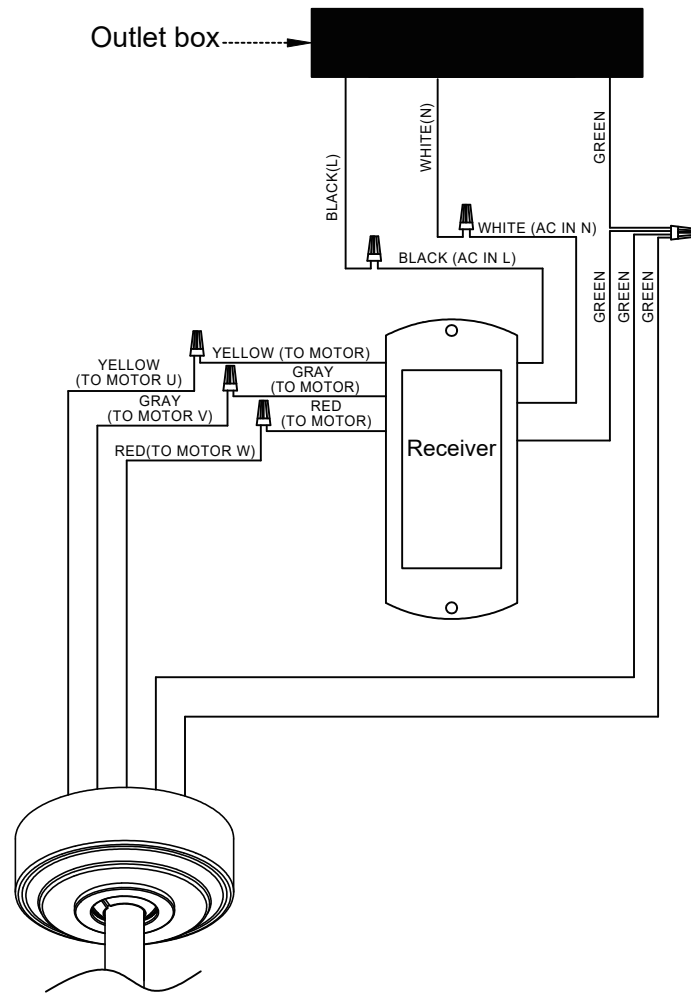 Outlet box
BLACK(L)
WHITE(N)
GREEN
WHITE (AC IN N)
BLACK (AC IN L)
GREEN
GREEN
GREEN
YELLOW (TO MOTOR)
YELLOW
(TO MOTOR U)
GRAY
(TO MOTOR)
GRAY
(TO MOTOR V)
RED
(TO MOTOR)
RED(TO MOTOR W)
Receiver